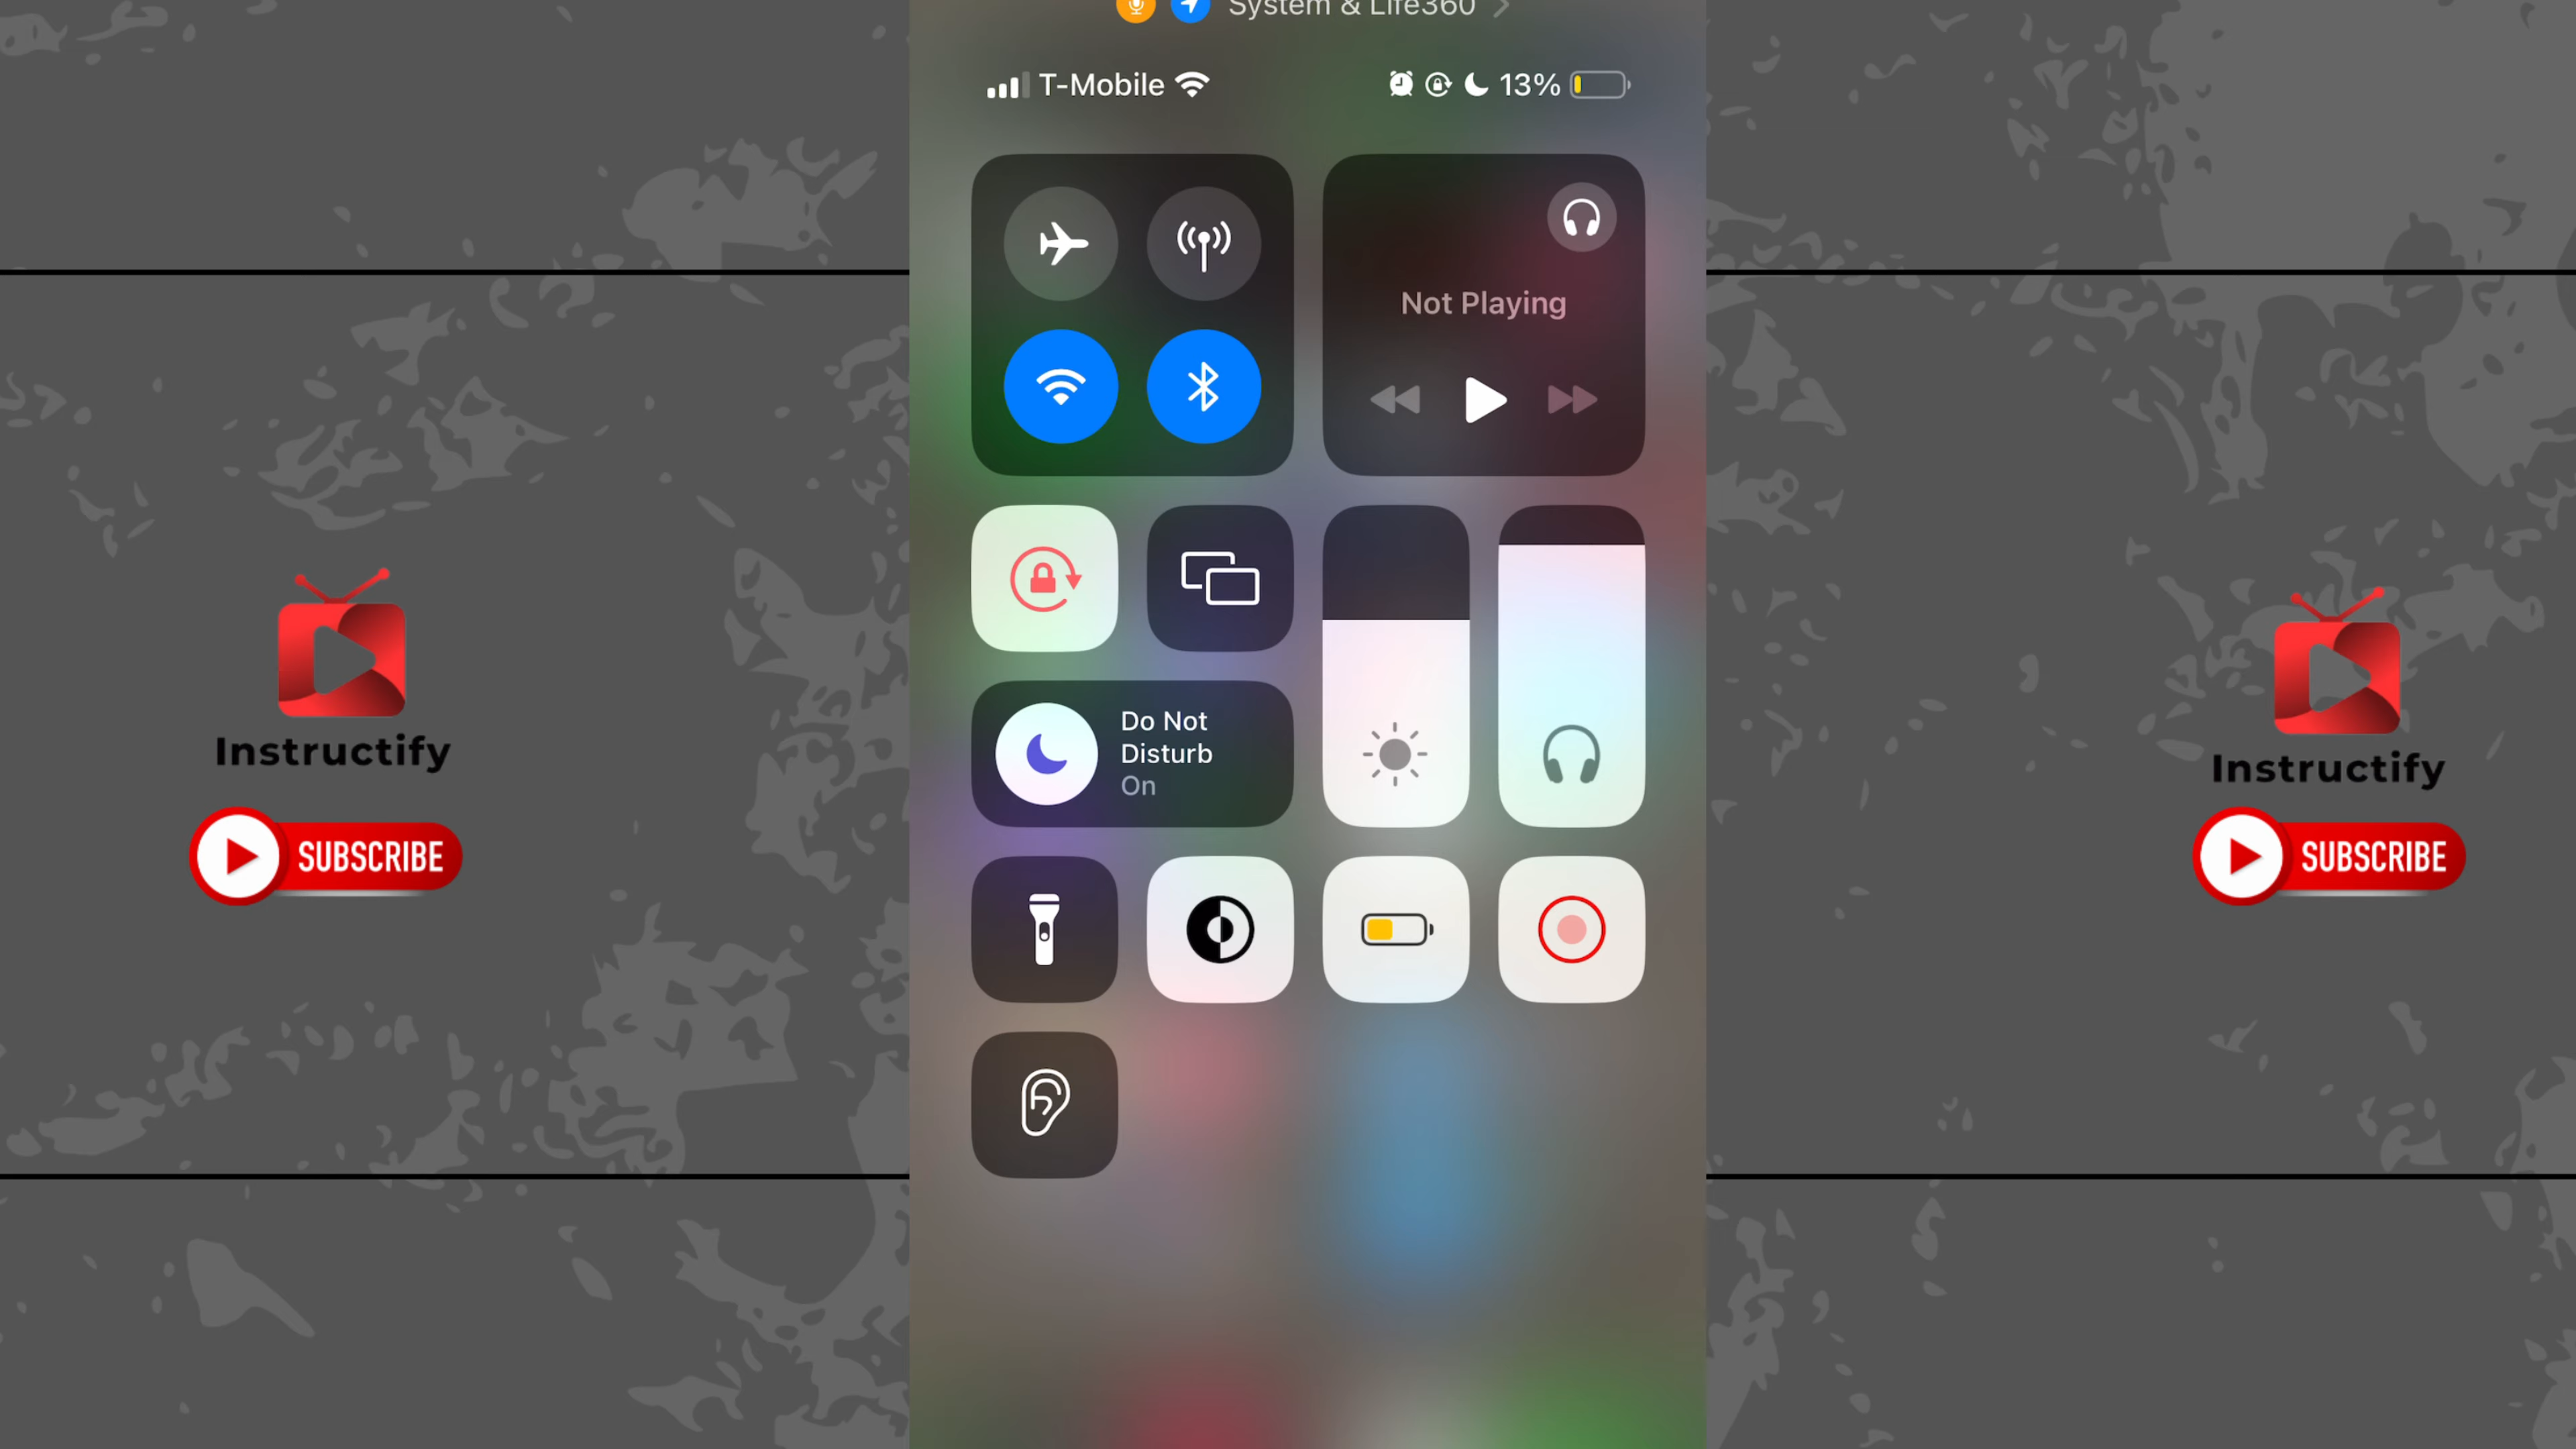 System & Life360
T-Mobile
13%
Not Playing
Do Not
Disturb
On
Instructify
SUBSCRIBE
Instructify
SUBSCRIBE